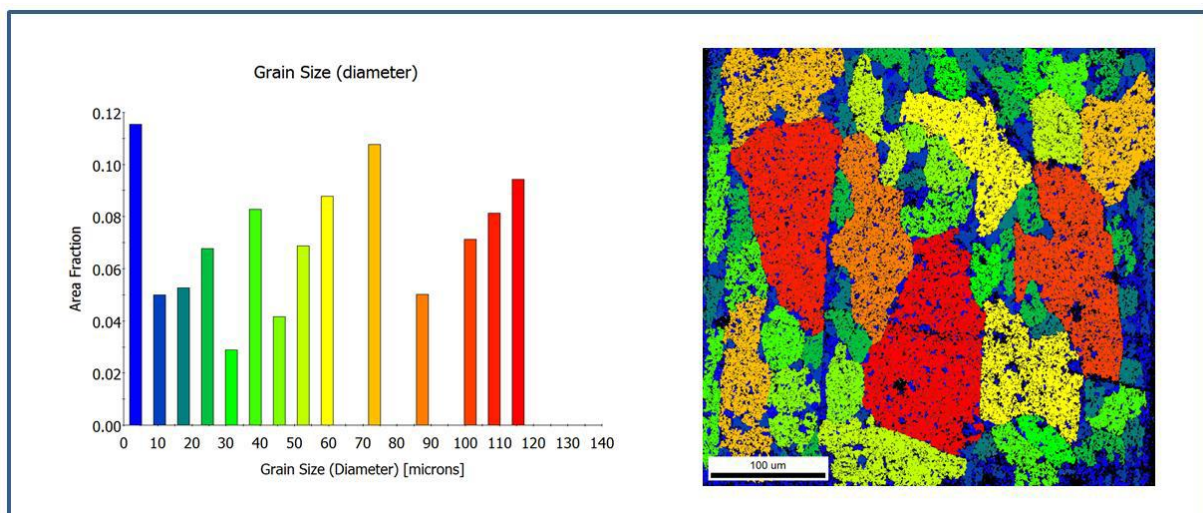 Grain Size (diameter)
0.12
0.10
0.08
0.06
0.04
0.02
0.00
Area Fraction
0 10 20 30 40 50 60 70 80 90 100 110 120 130 140
Grain Size (Diameter) [microns]
100 um